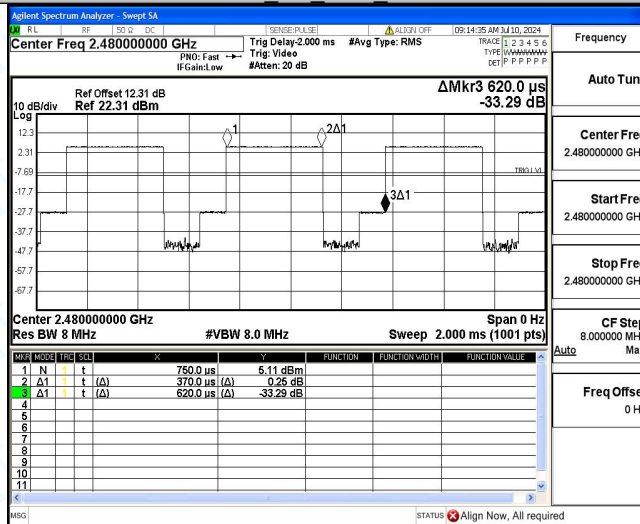 Agilent Spectrum Analyzer - Swept SA
RL RF 50 Ω DC SENSE:PULSE ALIGN OFF 09:14:35 AM Jul 10, 2024
Center Freq 2.480000000 GHz
PNO: Fast
IFGain:Low
Trig Delay-2.000 ms
Trig: Video
#Atten: 20 dB
#Avg Type: RMS
TRACE 1 2 3 4 5 6
TYPE
DET P P P P P P
ΔMkr3 620.0 µs
-33.29 dB
Ref Offset 12.31 dB
10 dB/div Ref 22.31 dBm
Log
12.3
2.31
-7.69
-17.7
-27.7
-37.7
-47.7
-57.7
-67.7
1
2Δ1
3Δ1
TRIG LVL
Center 2.480000000 GHz Span 0 Hz
Res BW 8 MHz #VBW 8.0 MHz Sweep 2.000 ms (1001 pts)
MKR MODE TRC SCL X Y FUNCTION FUNCTION WIDTH FUNCTION VALUE
1 N 1 t 750.0 µs 5.11 dBm
2 Δ1 1 t (Δ) 370.0 µs (Δ) 0.25 dB
3 Δ1 1 t (Δ) 620.0 µs (Δ) -33.29 dB
4
5
6
7
8
9
10
11
MSG STATUS Align Now, All required
Frequency
Auto Tun
Center Fre
2.480000000 GH
Start Fre
2.480000000 GH
Stop Fre
2.480000000 GH
CF Step
8.000000 MH
Auto Ma
Freq Offse
0 H